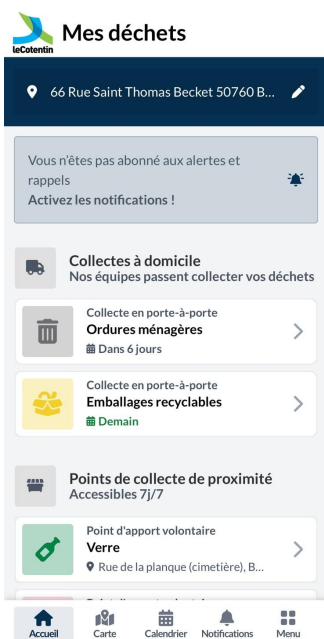 leCotentin
Mes déchets
66 Rue Saint Thomas Becket 50760 B...
Vous n'êtes pas abonné aux alertes et
rappels
Activez les notifications !
Collectes à domicile
Nos équipes passent collecter vos déchets
Collecte en porte-à-porte
Ordures ménagères
Dans 6 jours
Collecte en porte-à-porte
Emballages recyclables
Demain
Points de collecte de proximité
Accessibles 7j/7
Point d'apport volontaire
Verre
Rue de la planque (cimetière), B...
Accueil
Carte
Calendrier
Notifications
Menu